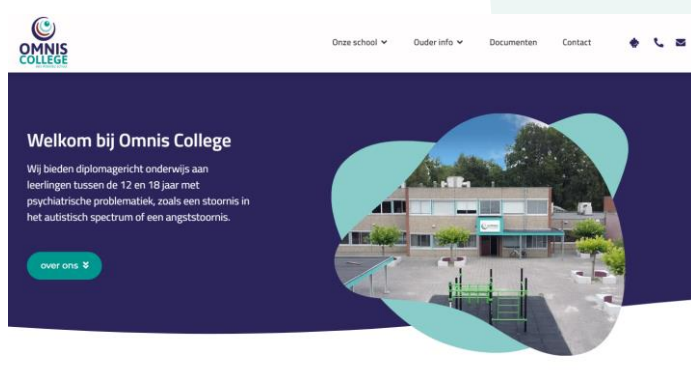 OMNIS
COLLEGE
Onze school
Ouder info
Documenten
Contact
Welkom bij Omnis College
Wij bieden diplomagericht onderwijs aan
leerlingen tussen de 12 en 18 jaar met
psychiatrische problematiek, zoals een stoornis in
het autistisch spectrum of een angststoornis.
over ons